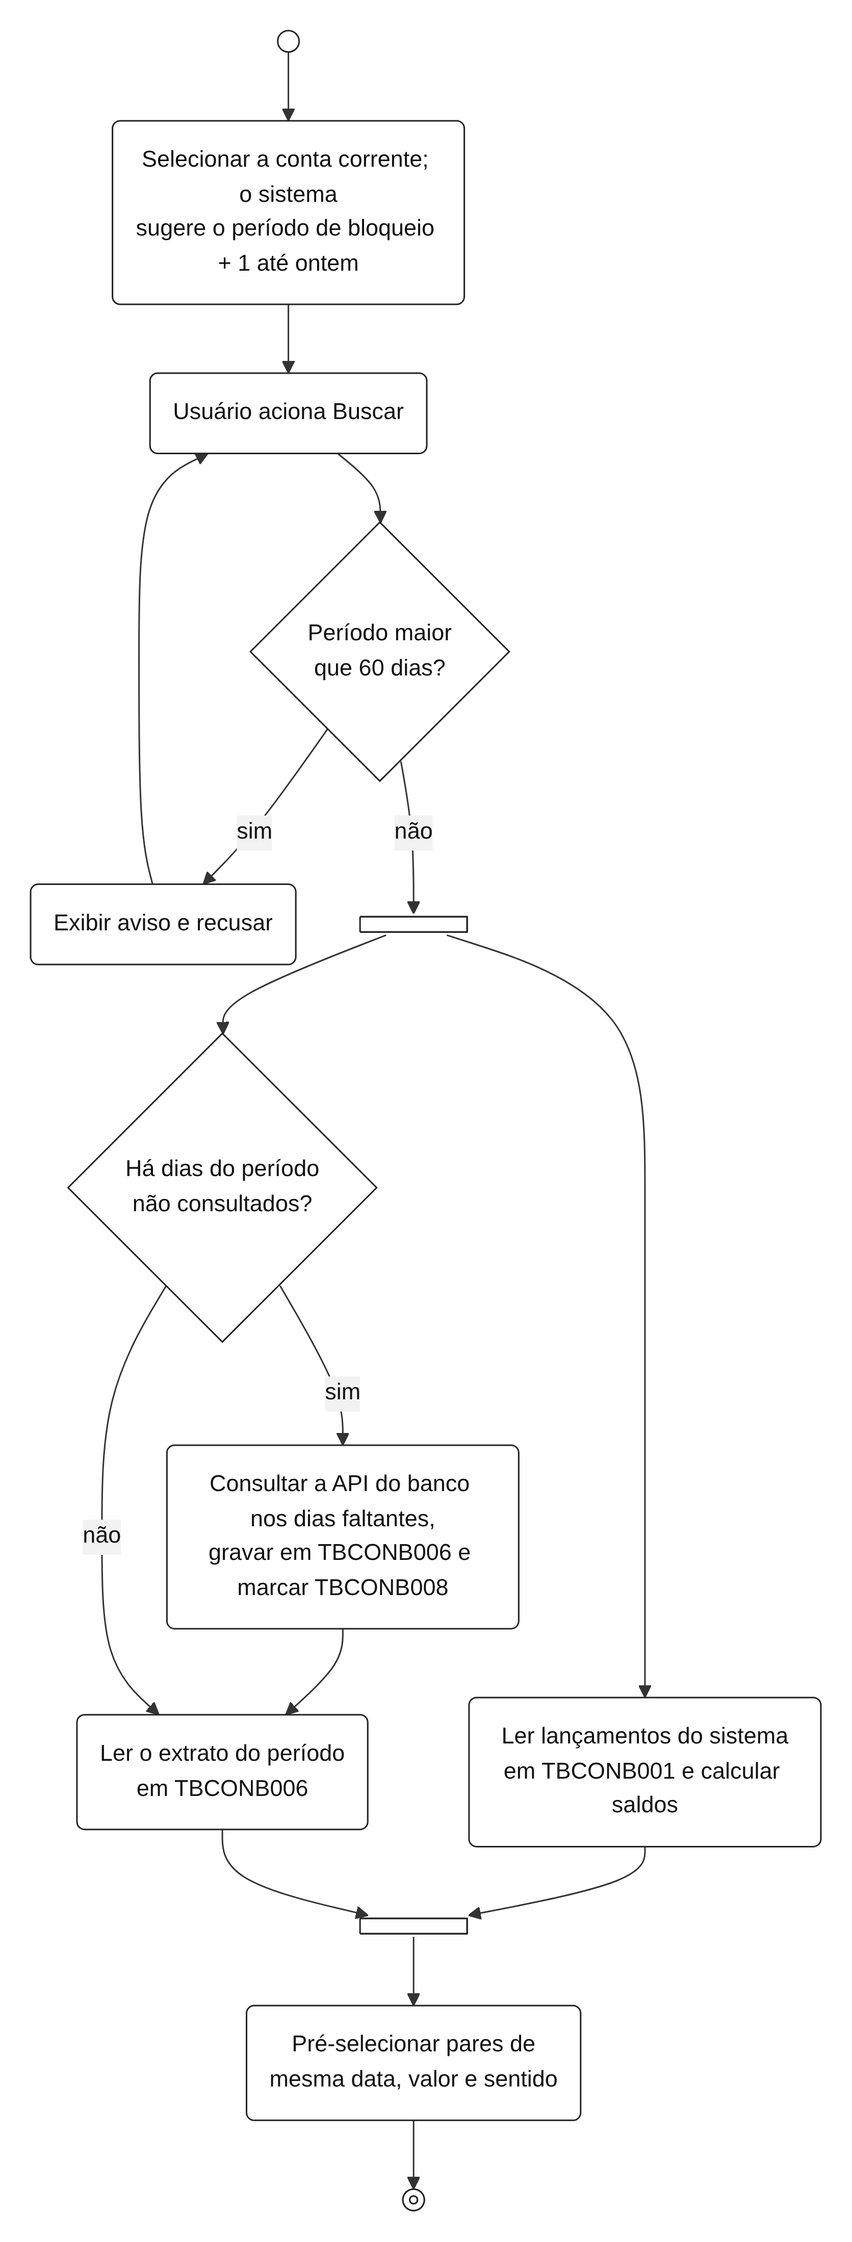 Selecionar a conta corrente;
o sistema
sugere o período de bloqueio
+ 1 até ontem
Usuário aciona Buscar
Período maior
que 60 dias?
sim
não
Exibir aviso e recusar
Há dias do período
não consultados?
sim
Consultar a API do banco
nos dias faltantes,
gravar em TBCONB006 e
marcar TBCONB008
não
Ler o extrato do período
em TBCONB006
Ler lançamentos do sistema
em TBCONB001 e calcular
saldos
Pré-selecionar pares de
mesma data, valor e sentido